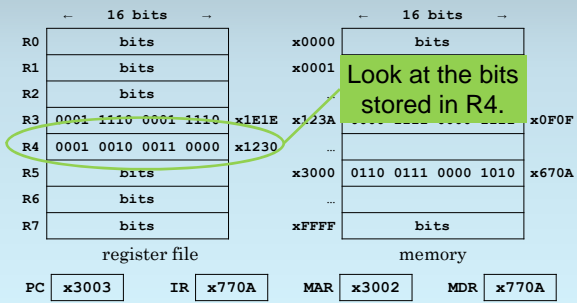 ← 16 bits → ← 16 bits →
R0 bits x0000 bits
R1 bits x0001
R2 bits …
R3 0001 1110 0001 1110 x1E1E x123A x0F0F
R4 0001 0010 0011 0000 x1230 …
R5 bits x3000 0110 0111 0000 1010 x670A
R6 bits …
R7 bits xFFFF bits
Look at the bits
stored in R4.
register file memory
PC x3003 IR x770A MAR x3002 MDR x770A